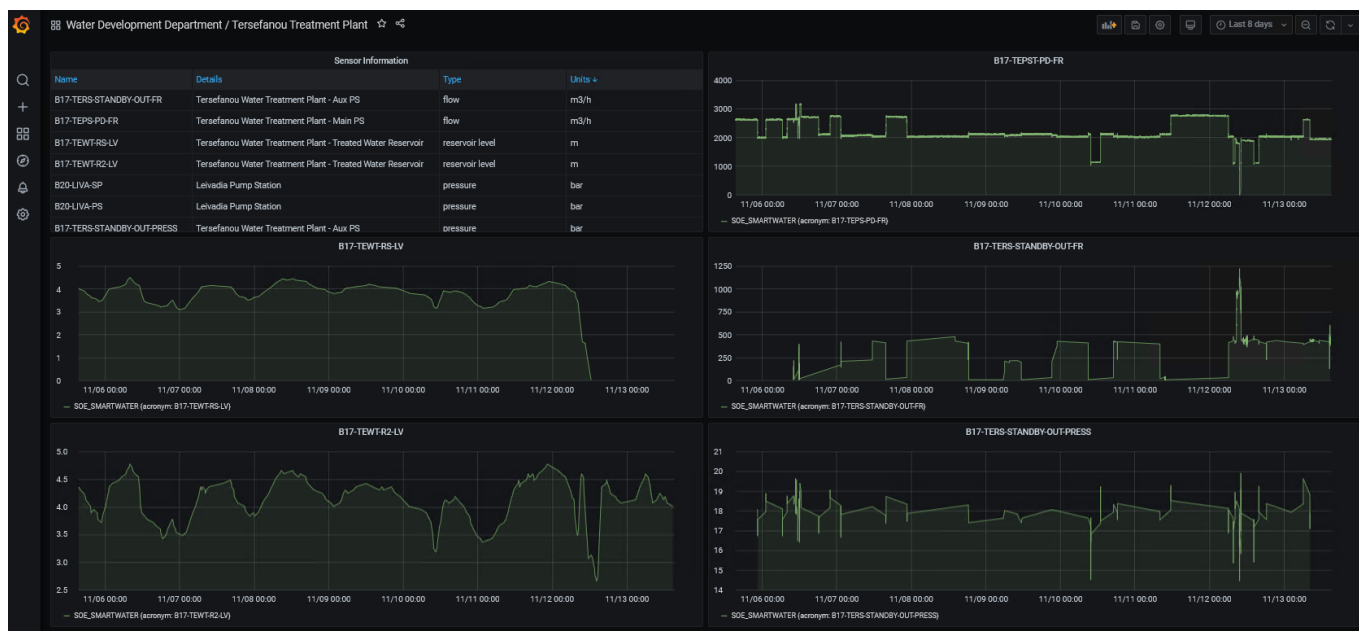 Water Development Department / Tersefanou Treatment Plant
Last 8 days
Sensor Information
Name Details Type Units ↓
B17-TERS-STANDBY-OUT-FR Tersefanou Water Treatment Plant - Aux PS flow m3/h
B17-TEPS-PD-FR Tersefanou Water Treatment Plant - Main PS flow m3/h
B17-TEWT-RS-LV Tersefanou Water Treatment Plant - Treated Water Reservoir reservoir level m
B17-TEWT-R2-LV Tersefanou Water Treatment Plant - Treated Water Reservoir reservoir level m
B20-LIVA-SP Leivadia Pump Station pressure bar
B20-LIVA-PS Leivadia Pump Station pressure bar
B17-TERS-STANDBY-OUT-PRESS Tersefanou Water Treatment Plant - Aux PS pressure bar
B17-TEPST-PD-FR
4000
3000
2000
1000
0
11/06 00:00 11/07 00:00 11/08 00:00 11/09 00:00 11/10 00:00 11/11 00:00 11/12 00:00 11/13 00:00
SOE_SMARTWATER {acronym: B17-TEPS-PD-FR}
B17-TEWT-RS-LV
5
4
3
2
1
0
11/06 00:00 11/07 00:00 11/08 00:00 11/09 00:00 11/10 00:00 11/11 00:00 11/12 00:00 11/13 00:00
SOE_SMARTWATER {acronym: B17-TEWT-RS-LV}
B17-TERS-STANDBY-OUT-FR
1250
1000
750
500
250
0
11/06 00:00 11/07 00:00 11/08 00:00 11/09 00:00 11/10 00:00 11/11 00:00 11/12 00:00 11/13 00:00
SOE_SMARTWATER {acronym: B17-TERS-STANDBY-OUT-FR}
B17-TEWT-R2-LV
5.0
4.5
4.0
3.5
3.0
2.5
11/06 00:00 11/07 00:00 11/08 00:00 11/09 00:00 11/10 00:00 11/11 00:00 11/12 00:00 11/13 00:00
SOE_SMARTWATER {acronym: B17-TEWT-R2-LV}
B17-TERS-STANDBY-OUT-PRESS
21
20
19
18
17
16
15
14
11/06 00:00 11/07 00:00 11/08 00:00 11/09 00:00 11/10 00:00 11/11 00:00 11/12 00:00 11/13 00:00
SOE_SMARTWATER {acronym: B17-TERS-STANDBY-OUT-PRESS}